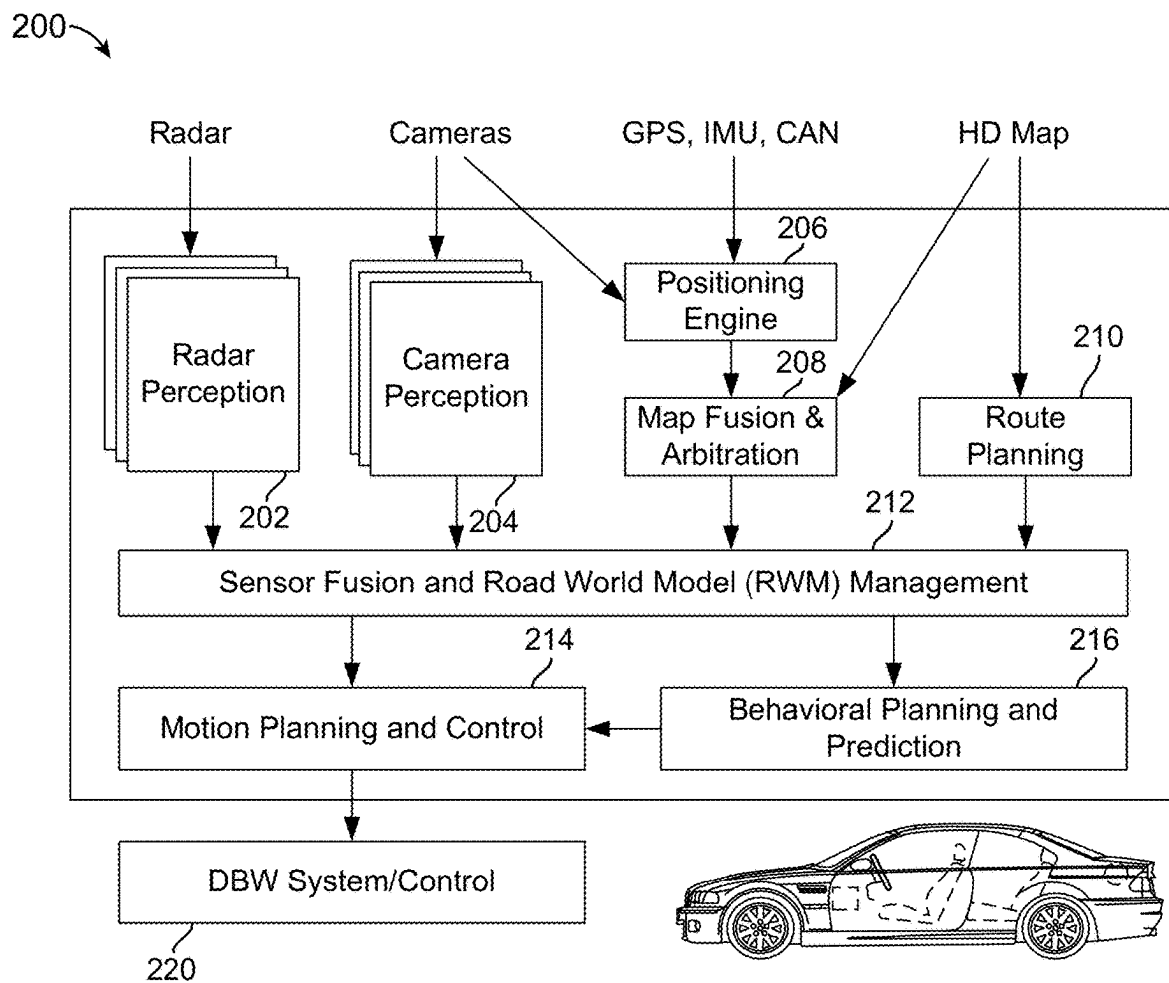 200
Radar
Cameras
GPS, IMU, CAN
HD Map
206
Positioning
Engine
208
210
Radar
Perception
Camera
Perception
Map Fusion &
Arbitration
Route
Planning
202
204
212
Sensor Fusion and Road World Model (RWM) Management
214
216
Motion Planning and Control
Behavioral Planning and
Prediction
DBW System/Control
220